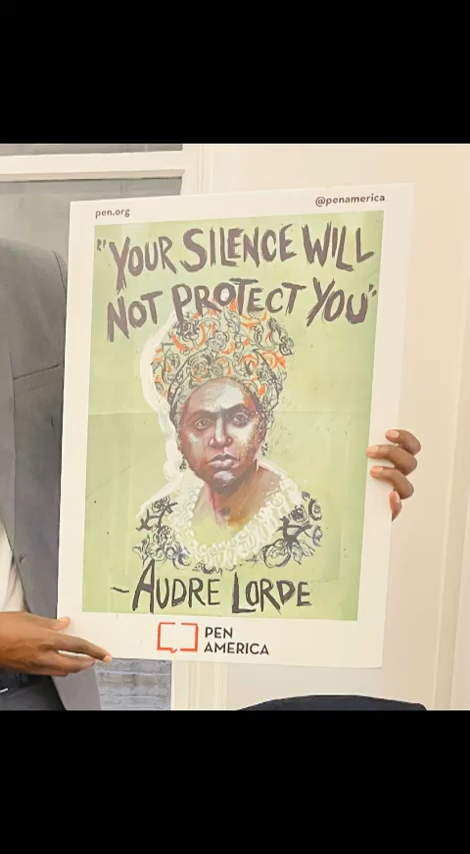 pen.org
@penamerica
"YOUR SILENCE WILL
NOT PROTECT YOU"
-AUDRE LORDE
PEN
AMERICA